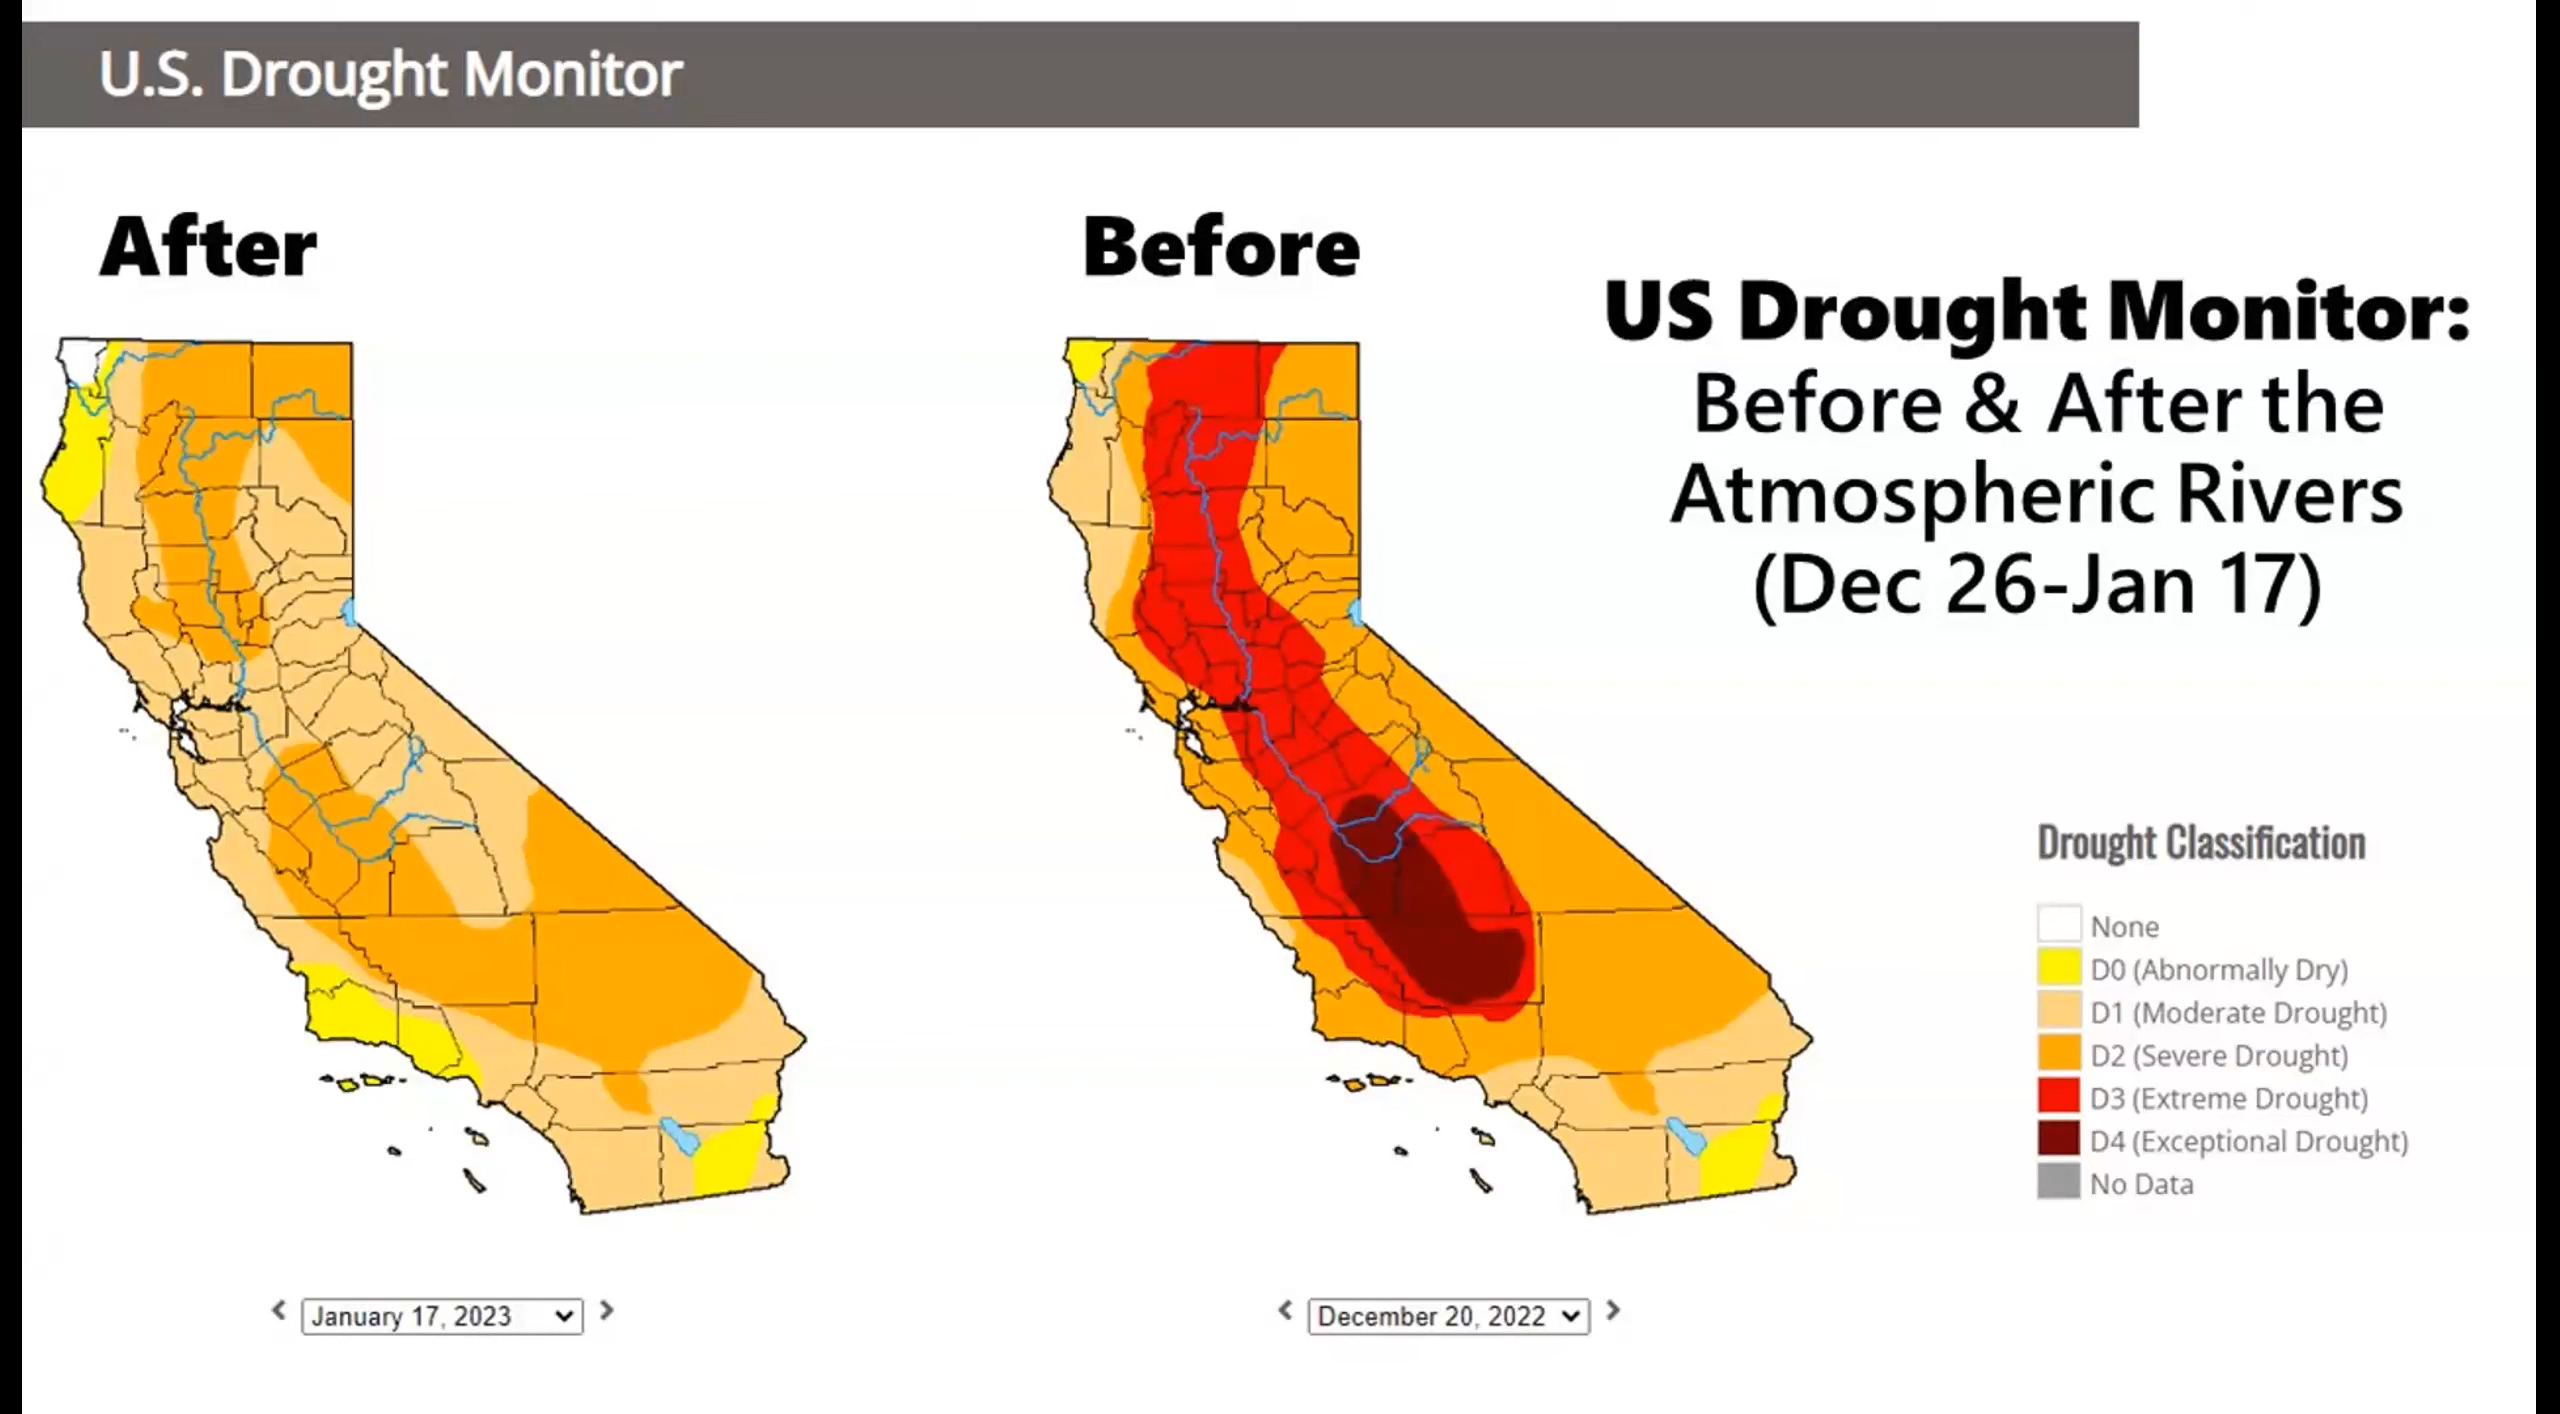 U.S. Drought Monitor
After
Before
US Drought Monitor:
Before & After the
Atmospheric Rivers
(Dec 26-Jan 17)
Drought Classification
None
D0 (Abnormally Dry)
D1 (Moderate Drought)
D2 (Severe Drought)
D3 (Extreme Drought)
D4 (Exceptional Drought)
No Data
< January 17, 2023 >
< December 20, 2022 >